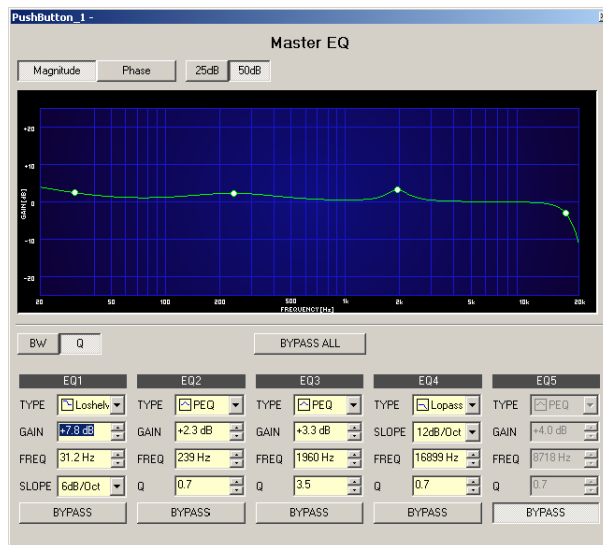 PushButton_1 -
Master EQ
Magnitude Phase 25dB 50dB
+20
+10
0
-10
-20
GAIN[dB]
20 50 100 200 500 1k 2k 5k 10k 20k
FREQUENCY[Hz]
BW Q BYPASS ALL
EQ1 EQ2 EQ3 EQ4 EQ5
TYPE Loshelv TYPE PEQ TYPE PEQ TYPE Lopass TYPE PEQ
GAIN +7.8 dB GAIN +2.3 dB GAIN +3.3 dB SLOPE 12dB/Oct GAIN +4.0 dB
FREQ 31.2 Hz FREQ 239 Hz FREQ 1960 Hz FREQ 16899 Hz FREQ 8718 Hz
SLOPE 6dB/Oct Q 0.7 Q 3.5 Q 0.7 Q 0.7
BYPASS BYPASS BYPASS BYPASS BYPASS